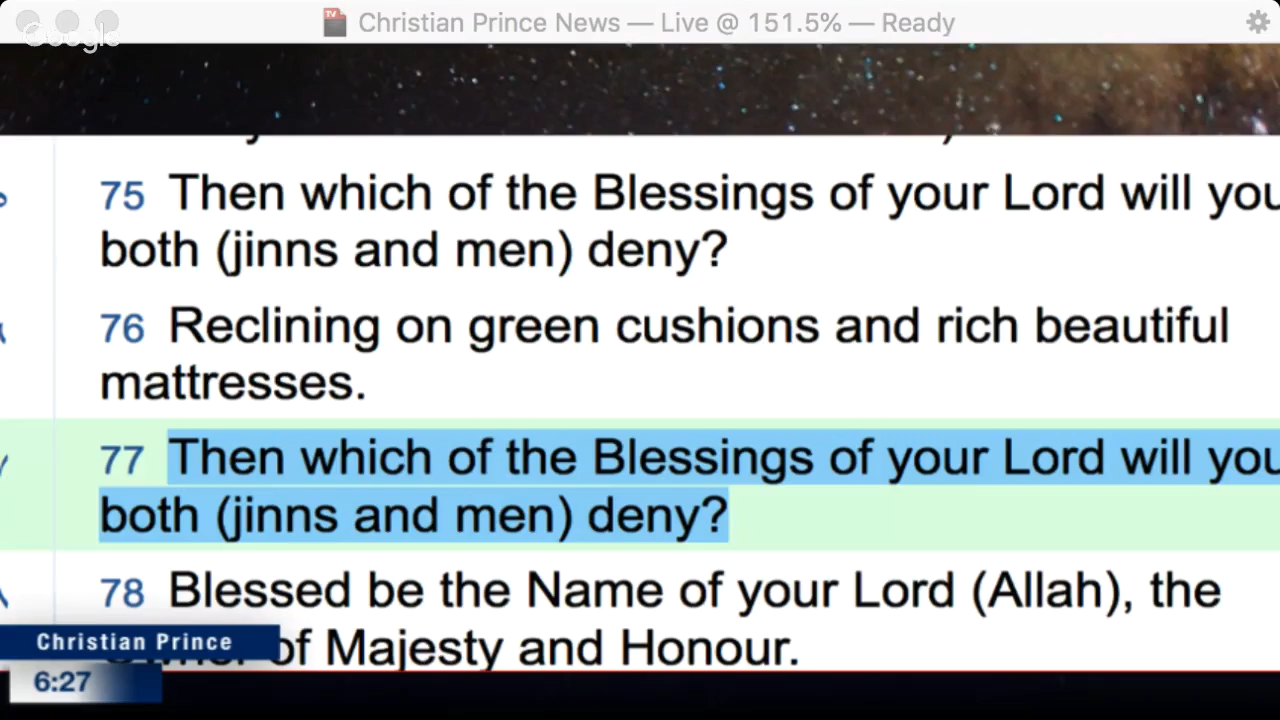 Christian Prince News — Live @ 151.5% — Ready
Google
75 Then which of the Blessings of your Lord will you
both (jinns and men) deny?
76 Reclining on green cushions and rich beautiful
mattresses.
77 Then which of the Blessings of your Lord will you
both (jinns and men) deny?
78 Blessed be the Name of your Lord (Allah), the
Owner of Majesty and Honour.
Christian Prince
6:27